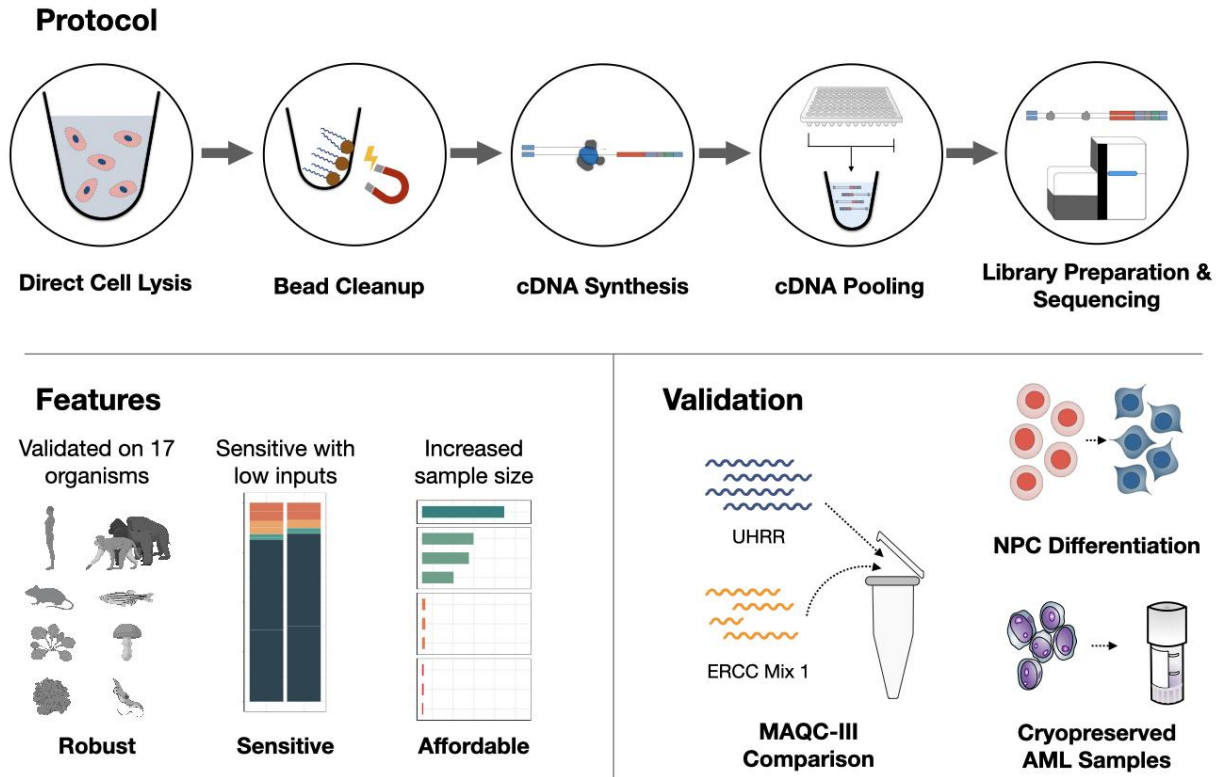 Protocol
Direct Cell Lysis
Bead Cleanup
cDNA Synthesis
cDNA Pooling
Library Preparation &
Sequencing
Features
Validated on 17
organisms
Sensitive with
low inputs
Increased
sample size
Robust
Sensitive
Affordable
Validation
UHRR
ERCC Mix 1
MAQC-III
Comparison
NPC Differentiation
Cryopreserved
AML Samples